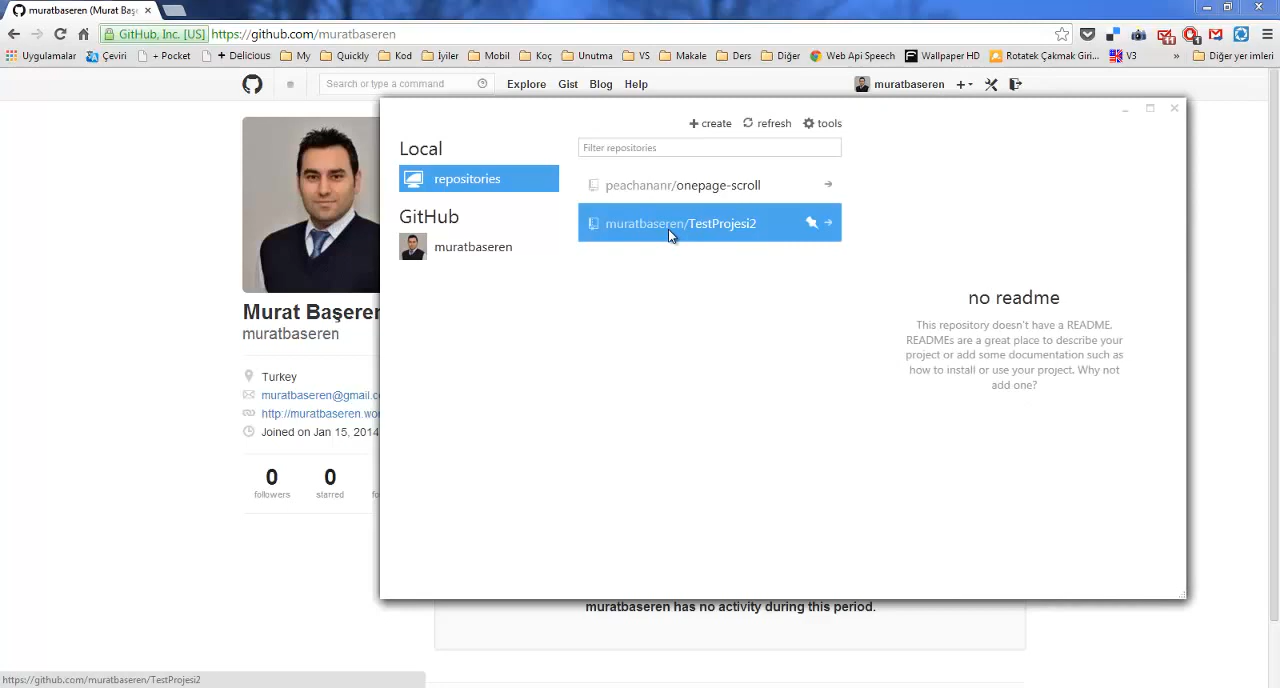 muratbaseren (Murat Başe
GitHub, Inc. [US] https://github.com/muratbaseren
Uygulamalar Çeviri + Pocket + Delicious My Quickly Kod İyiler Mob Koç Unutma VS Makale Ders Diğer Web Api Speech Wallpaper HD Rotatek Çakmak Giri... V3 » Diğer yer imleri
Search or type a command Explore Gist Blog Help muratbaseren
create refresh tools
Local
Filter repositories
repositories
peachananr/onepage-scroll
GitHub
muratbaseren/TestProjesi2
muratbaseren
Murat Başeren
muratbaseren
no readme
This repository doesn't have a README.
READMEs are a great place to describe your
project or add some documentation such as
how to install or use your project. Why not
add one?
Turkey
muratbaseren@gmail.c
http://muratbaseren.wo
Joined on Jan 15, 2014
0 0
followers starred fo
muratbaseren has no activity during this period.
https://github.com/muratbaseren/TestProjesi2